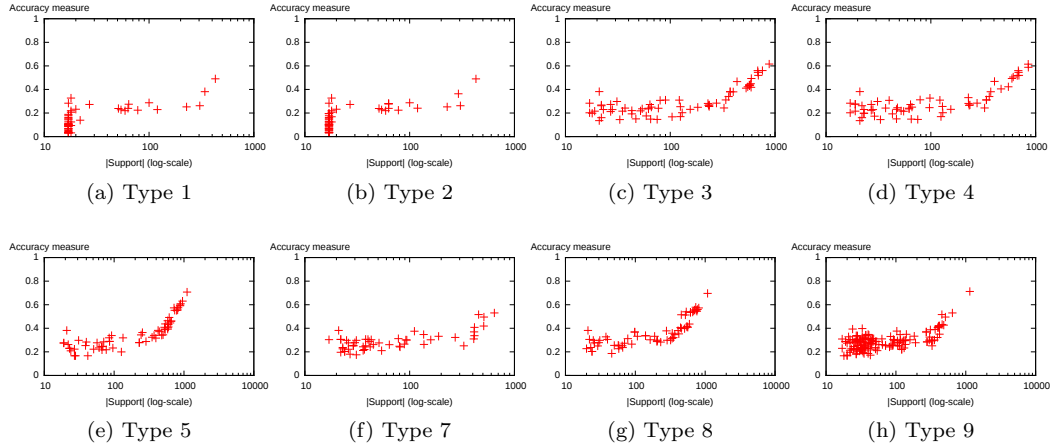 Accuracy measure Accuracy measure Accuracy measure Accuracy measure
1 1 1 1
0.8 0.8 0.8 0.8
0.6 0.6 0.6 0.6
0.4 0.4 0.4 0.4
0.2 0.2 0.2 0.2
0 0 0 0
10 100 1000 10 100 1000 10 100 1000 10 100 1000
|Support| (log-scale) |Support| (log-scale) |Support| (log-scale) |Support| (log-scale)
(a) Type 1 (b) Type 2 (c) Type 3 (d) Type 4
Accuracy measure Accuracy measure Accuracy measure Accuracy measure
1 1 1 1
0.8 0.8 0.8 0.8
0.6 0.6 0.6 0.6
0.4 0.4 0.4 0.4
0.2 0.2 0.2 0.2
0 0 0 0
10 100 1000 10000 10 100 1000 10 100 1000 10000 10 100 1000 10000
|Support| (log-scale) |Support| (log-scale) |Support| (log-scale) |Support| (log-scale)
(e) Type 5 (f) Type 7 (g) Type 8 (h) Type 9